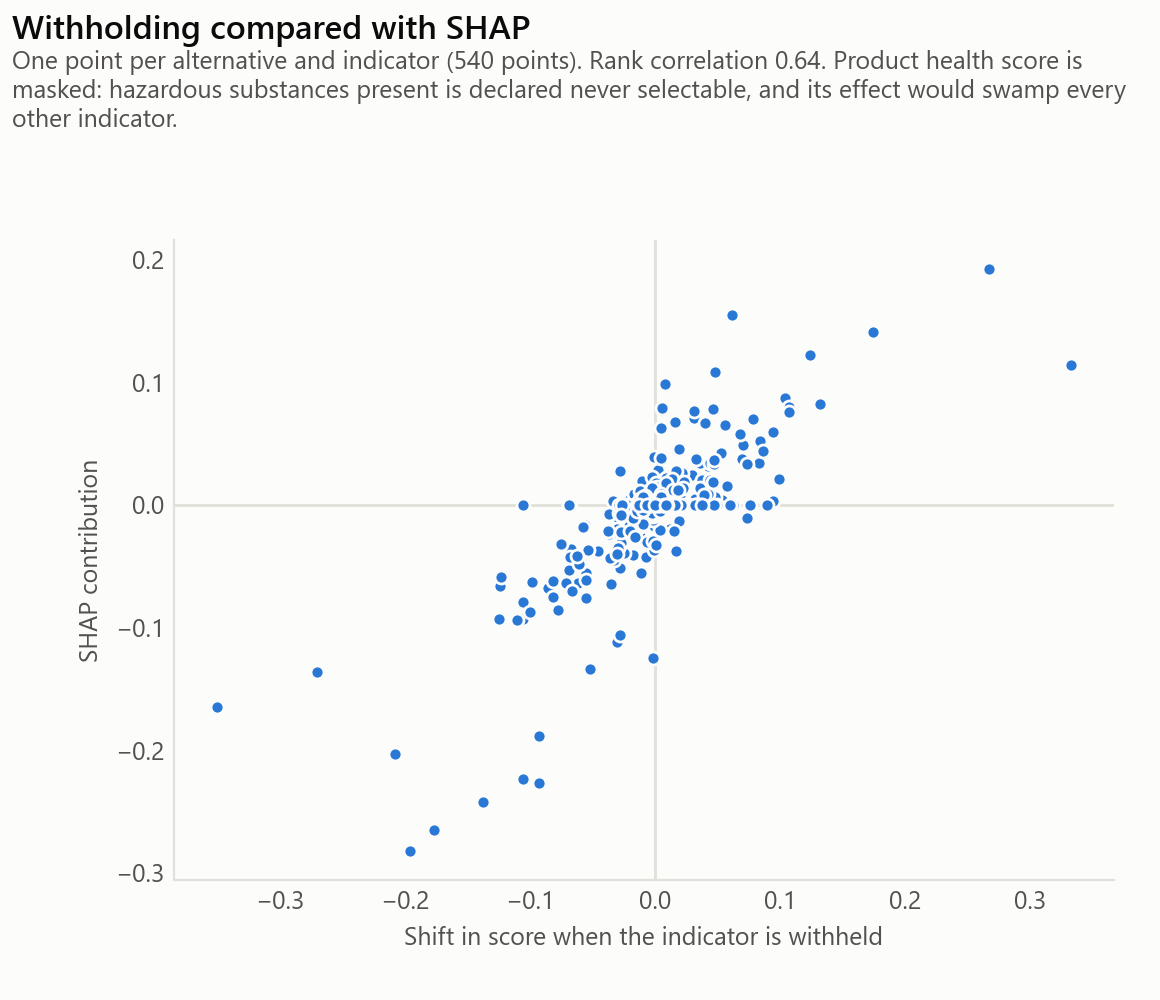 Withholding compared with SHAP
One point per alternative and indicator (540 points). Rank correlation 0.64. Product health score is
masked: hazardous substances present is declared never selectable, and its effect would swamp every
other indicator.
0.2
0.1
0.0
−0.1
−0.2
−0.3
SHAP contribution
−0.3 −0.2 −0.1 0.0 0.1 0.2 0.3
Shift in score when the indicator is withheld